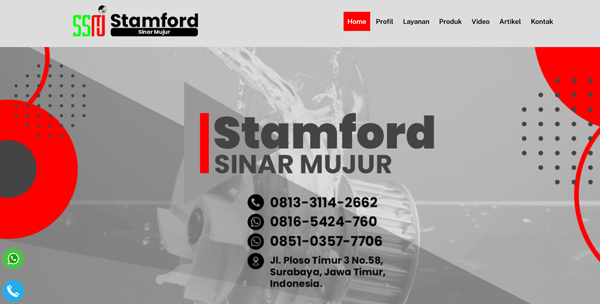 SSM Stamford
Sinar Mujur
Home Profil Layanan Produk Video Artikel Kontak
Stamford
SINAR MUJUR
0813-3114-2662
0816-5424-760
0851-0357-7706
Jl. Ploso Timur 3 No.58,
Surabaya, Jawa Timur,
Indonesia.